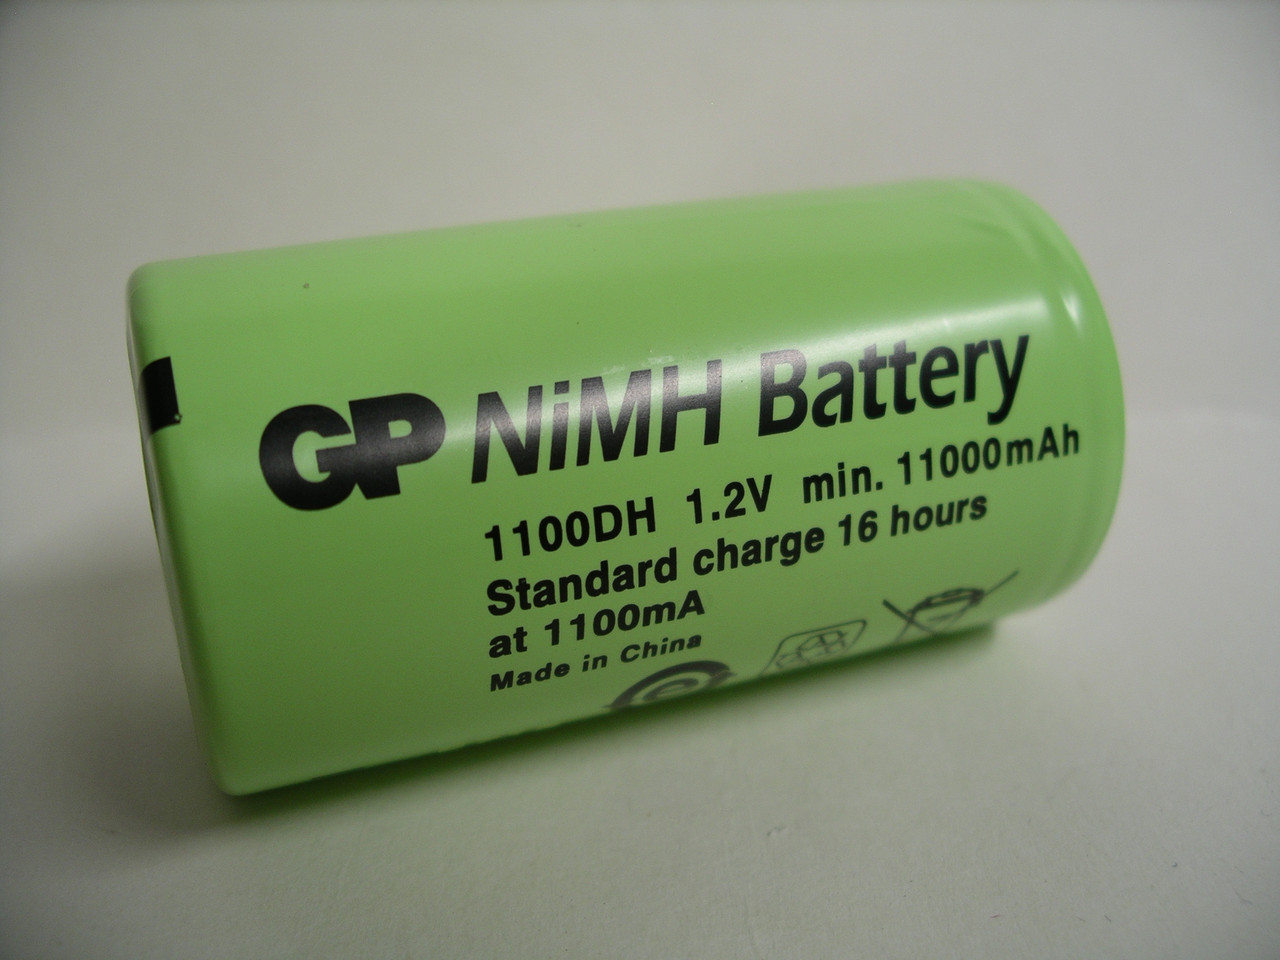 GP NiMH Battery
1100DH 1.2V min. 11000mAh
Standard charge 16 hours
at 1100mA
Made in China